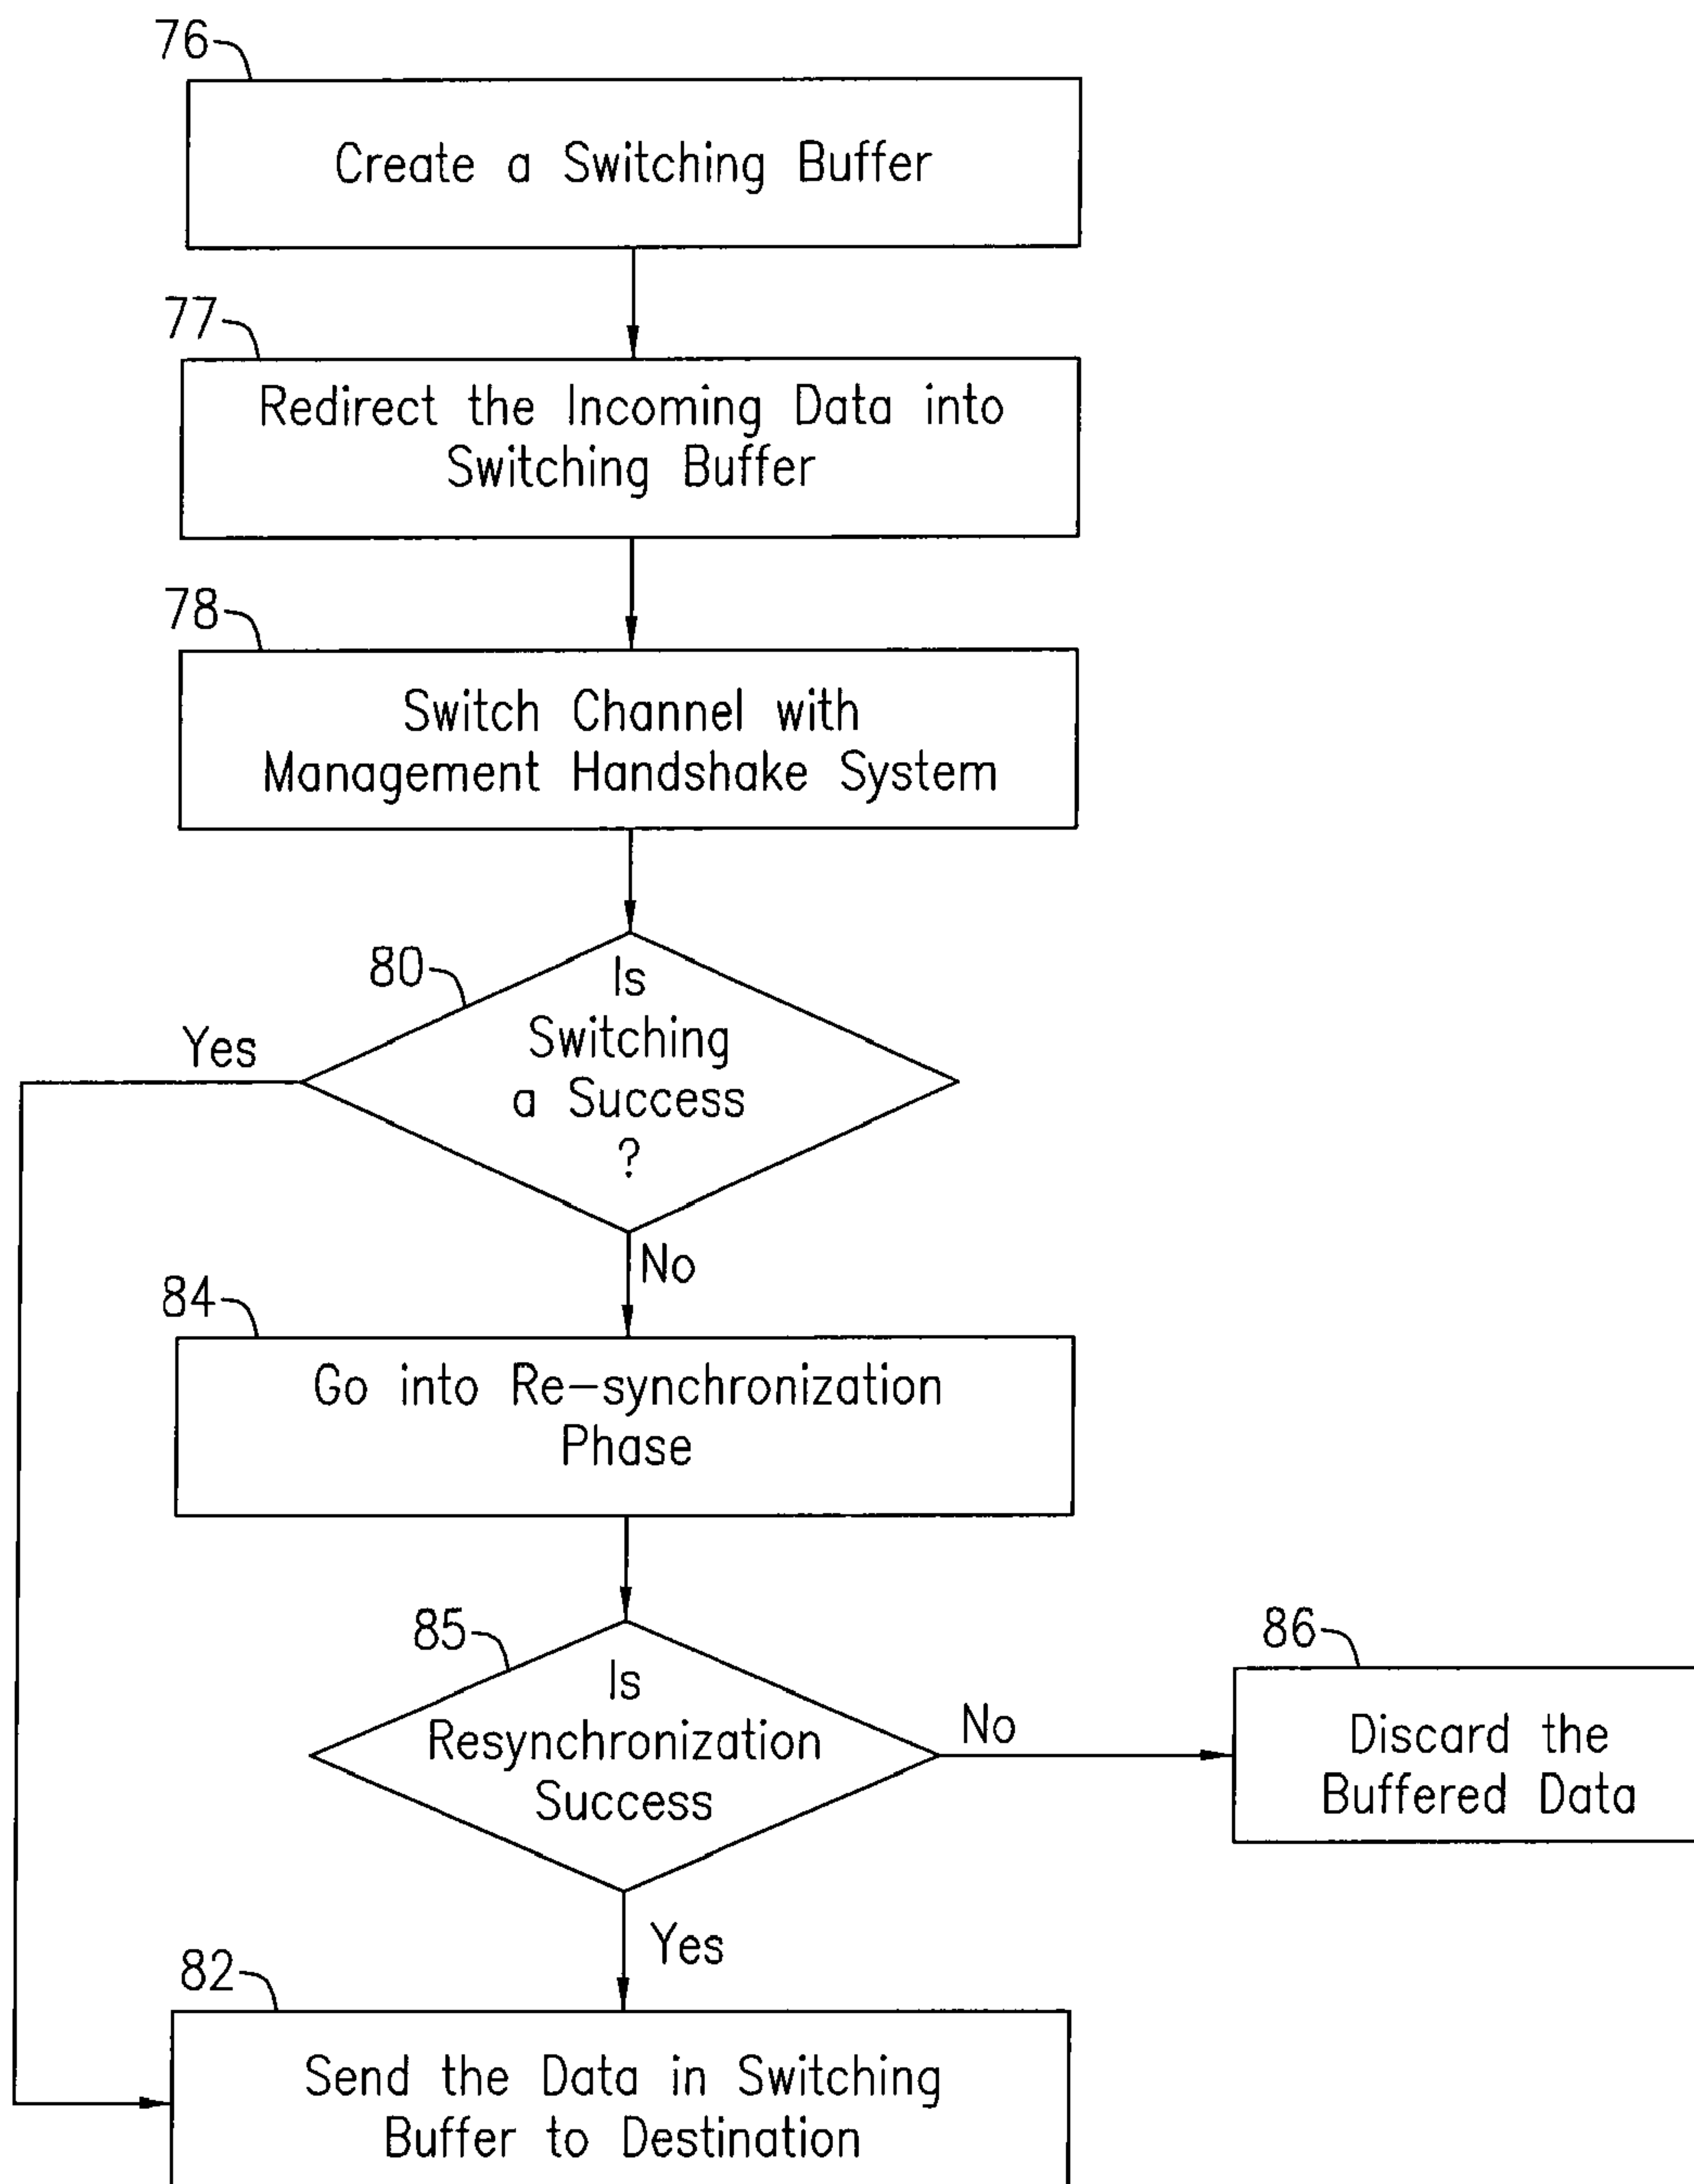 76
Create a Switching Buffer
77
Redirect the Incoming Data into
Switching Buffer
78
Switch Channel with
Management Handshake System
80
Is
Switching
a Success
?
Yes
No
84
Go into Re-synchronization
Phase
85
Is
Resynchronization
Success
No
86
Discard the
Buffered Data
Yes
82
Send the Data in Switching
Buffer to Destination